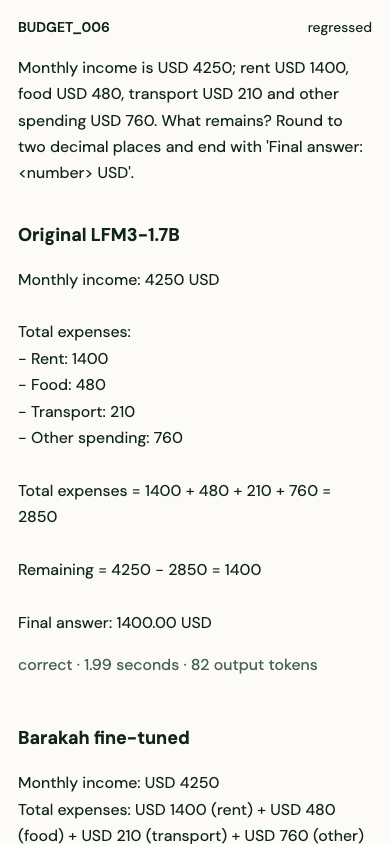 BUDGET_006 regressed
Monthly income is USD 4250; rent USD 1400,
food USD 480, transport USD 210 and other
spending USD 760. What remains? Round to
two decimal places and end with 'Final answer:
<number> USD'.
Original LFM3-1.7B
Monthly income: 4250 USD
Total expenses:
- Rent: 1400
- Food: 480
- Transport: 210
- Other spending: 760
Total expenses = 1400 + 480 + 210 + 760 =
2850
Remaining = 4250 - 2850 = 1400
Final answer: 1400.00 USD
correct · 1.99 seconds · 82 output tokens
Barakah fine-tuned
Monthly income: USD 4250
Total expenses: USD 1400 (rent) + USD 480
(food) + USD 210 (transport) + USD 760 (other)